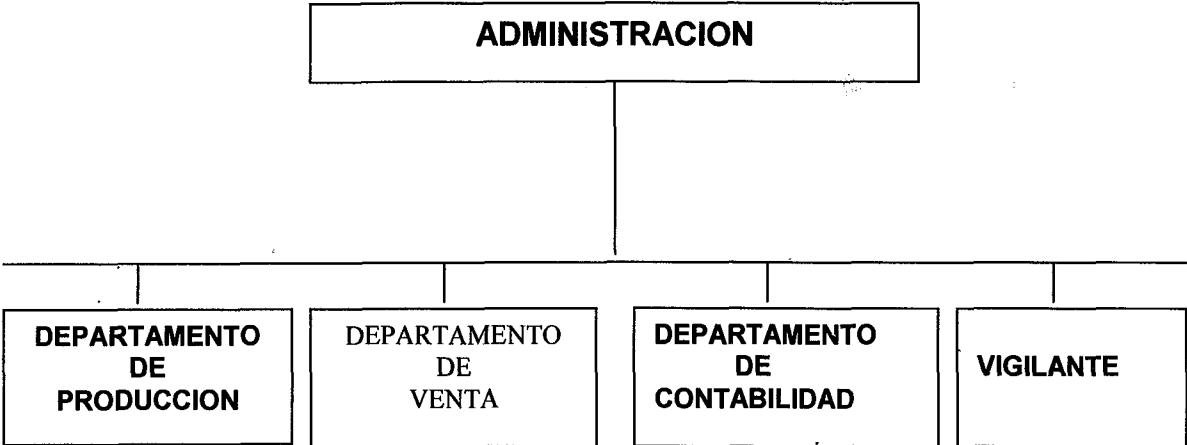 ADMINISTRACION
DEPARTAMENTO
DE
PRODUCCION
DEPARTAMENTO
DE
VENTA
DEPARTAMENTO
DE
CONTABILIDAD
VIGILANTE